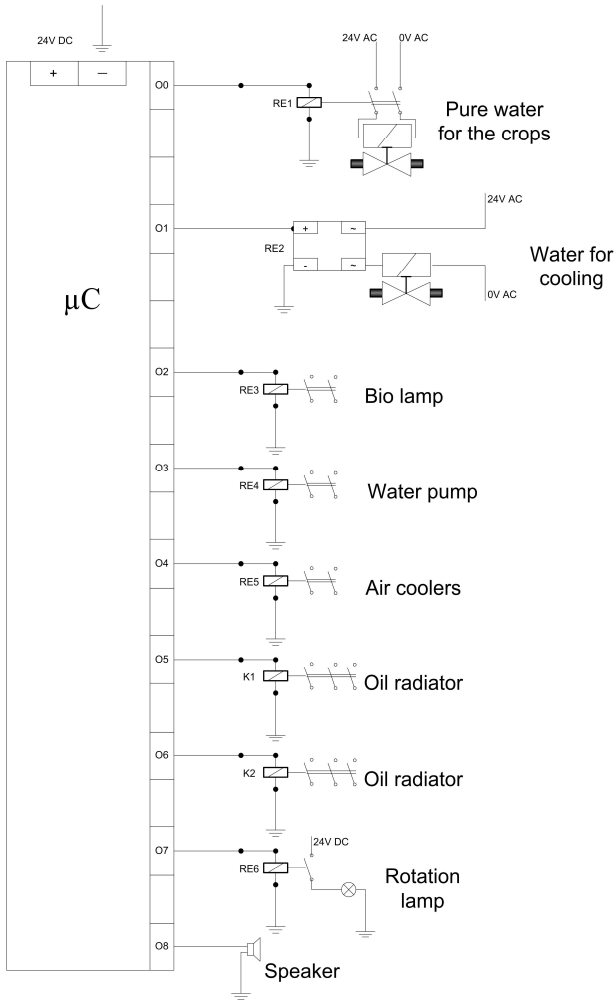 24V DC
+
—
O0
RE1
24V AC
0V AC
Pure water
for the crops
O1
RE2
+
~
-
~
24V AC
0V AC
Water for
cooling
µC
O2
RE3
Bio lamp
O3
RE4
Water pump
O4
RE5
Air coolers
O5
K1
Oil radiator
O6
K2
Oil radiator
O7
RE6
24V DC
Rotation
lamp
O8
Speaker